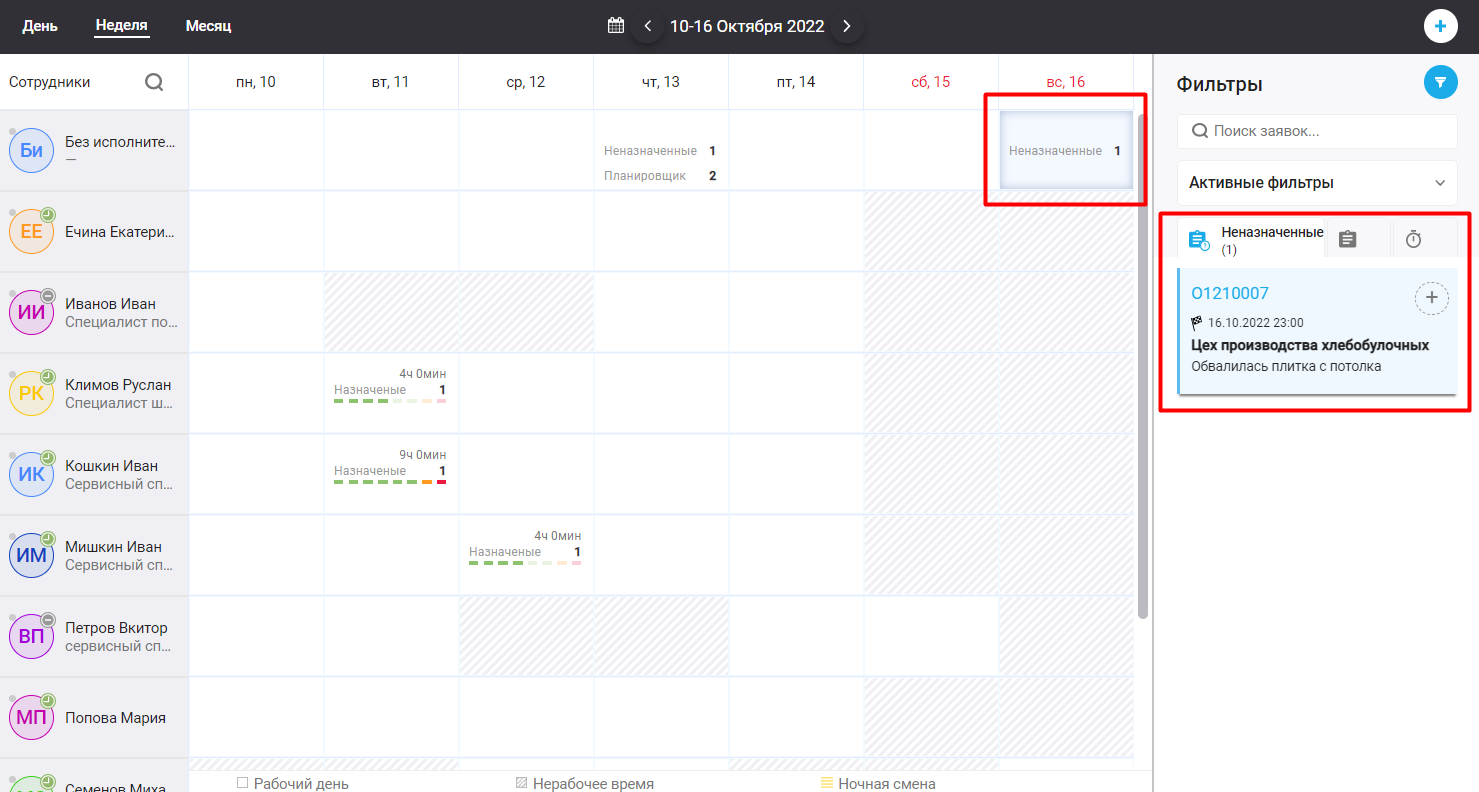 День
Неделя
Месяц
10-16 Октября 2022
Сотрудники
пн, 10
вт, 11
ср, 12
чт, 13
пт, 14
сб, 15
вс, 16
Би
Без исполните...
—
Неназначенные 1
Планировщик 2
Неназначенные 1
ЕЕ
Ечина Екатери...
ИИ
Иванов Иван
Специалист по...
РК
Климов Руслан
Специалист ш...
4ч 0мин
Назначеные 1
ИК
Кошкин Иван
Сервисный сп...
9ч 0мин
Назначеные 1
ИМ
Мишкин Иван
Сервисный сп...
4ч 0мин
Назначеные 1
ВП
Петров Вкитор
сервисный сп...
МП
Попова Мария
Семенов Миха
Рабочий день
Нерабочее время
Ночная смена
Фильтры
Поиск заявок...
Активные фильтры
Неназначенные
(1)
O1210007
16.10.2022 23:00
Цех производства хлебобулочных
Обвалилась плитка с потолка